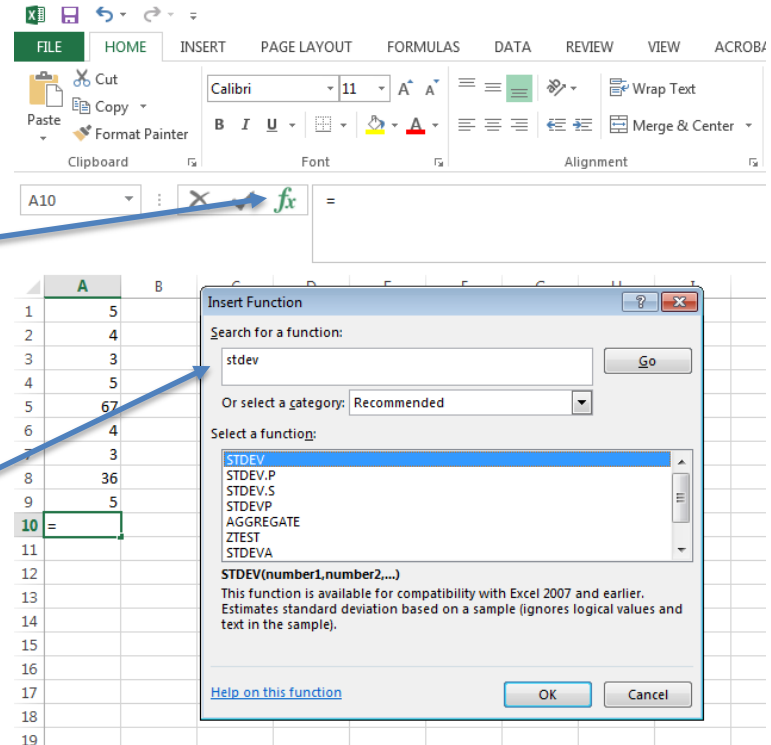 FILE HOME INSERT PAGE LAYOUT FORMULAS DATA REVIEW VIEW ACROBA
Cut
Copy
Format Painter
Paste
Calibri 11 A A
B I U A
Wrap Text
Merge & Center
Clipboard Font Alignment
A10 fx =
A B
1 5
2 4
3 3
4 5
5 67
6 4
7 3
8 36
9 5
10 =
11
12
13
14
15
16
17
18
19
Insert Function
Search for a function:
stdev
Go
Or select a category: Recommended
Select a function:
STDEV
STDEV.P
STDEV.S
STDEVP
AGGREGATE
ZTEST
STDEVA
STDEV(number1,number2,...)
This function is available for compatibility with Excel 2007 and earlier.
Estimates standard deviation based on a sample (ignores logical values and
text in the sample).
Help on this function
OK Cancel